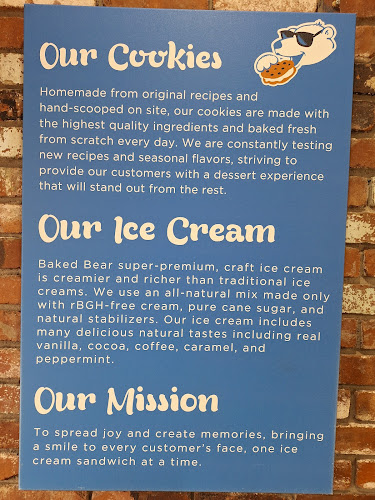 Our Cookies
Homemade from original recipes and
hand-scooped on site, our cookies are made with
the highest quality ingredients and baked fresh
from scratch every day. We are constantly testing
new recipes and seasonal flavors, striving to
provide our customers with a dessert experience
that will stand out from the rest.
Our Ice Cream
Baked Bear super-premium, craft ice cream
is creamier and richer than traditional ice
creams. We use an all-natural mix made only
with rBGH-free cream, pure cane sugar, and
natural stabilizers. Our ice cream includes
many delicious natural tastes including real
vanilla, cocoa, coffee, caramel, and
peppermint.
Our Mission
To spread joy and create memories, bringing
a smile to every customer's face, one ice
cream sandwich at a time.